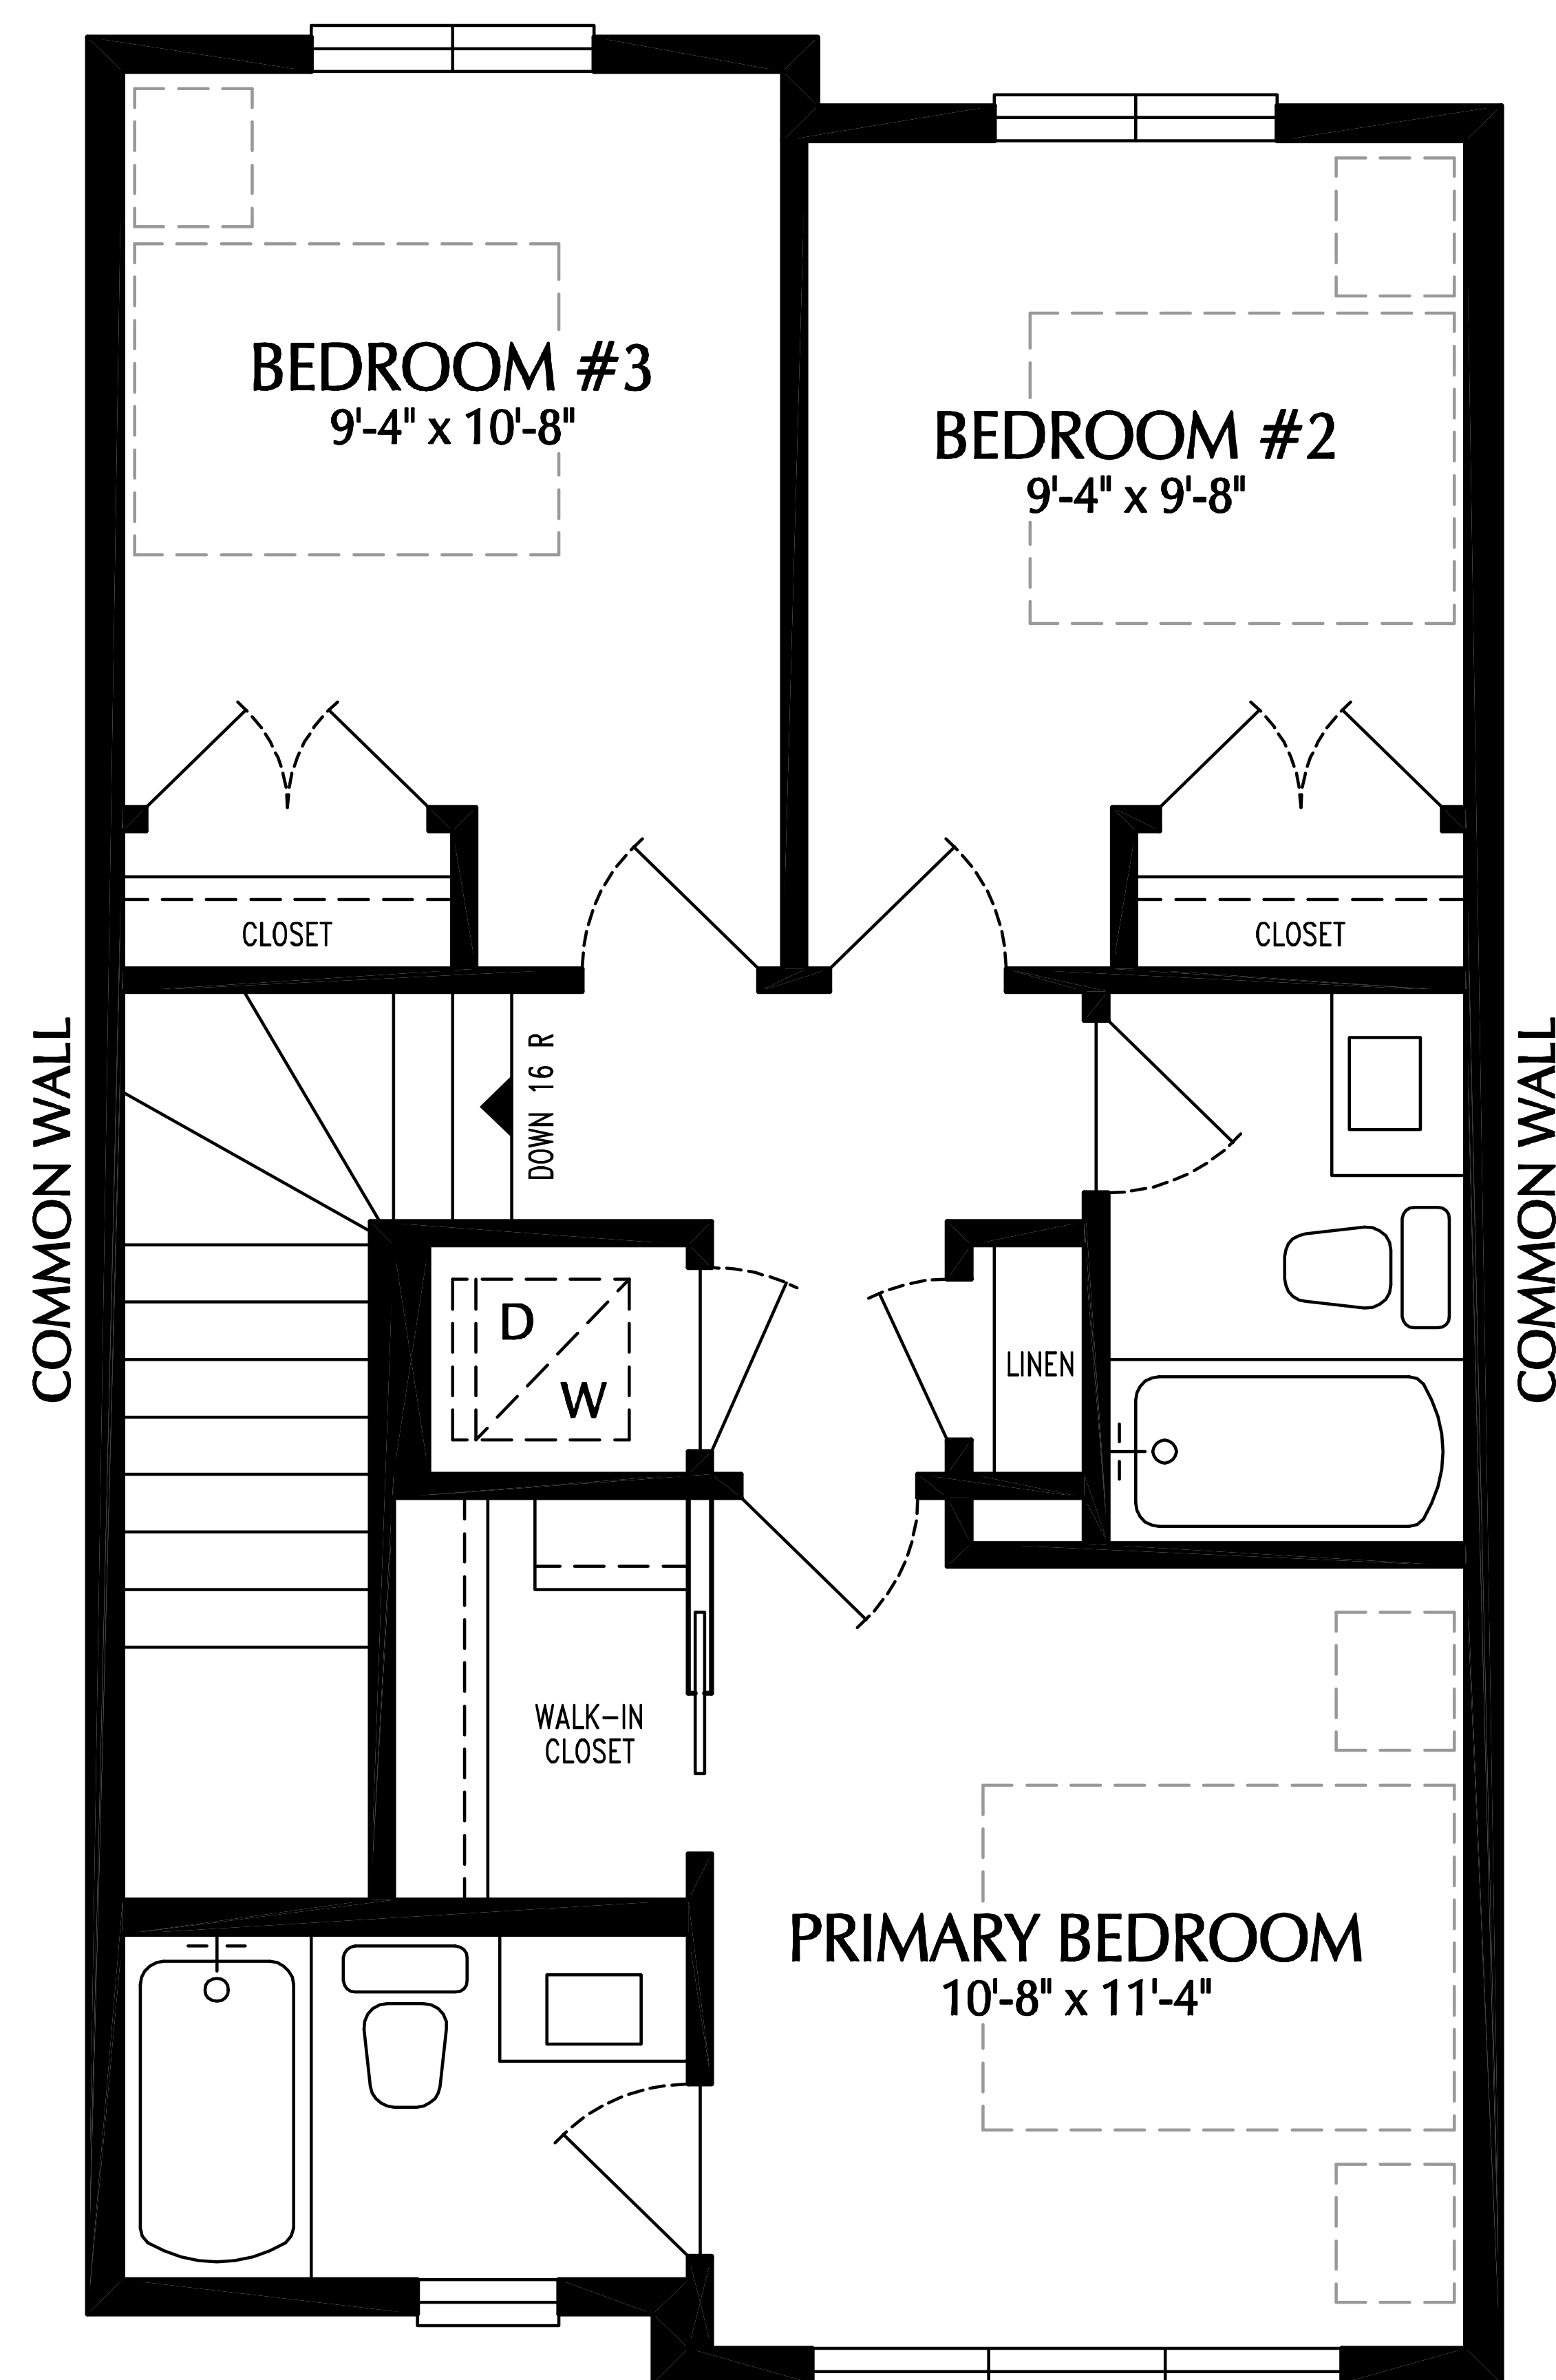 BEDROOM #3
9'-4" x 10'-8"
BEDROOM #2
9'-4" x 9'-8"
CLOSET
CLOSET
COMMON WALL
DOWN 16 R
COMMON WALL
D
W
LINEN
WALK-IN
CLOSET
PRIMARY BEDROOM
10'-8" x 11'-4"